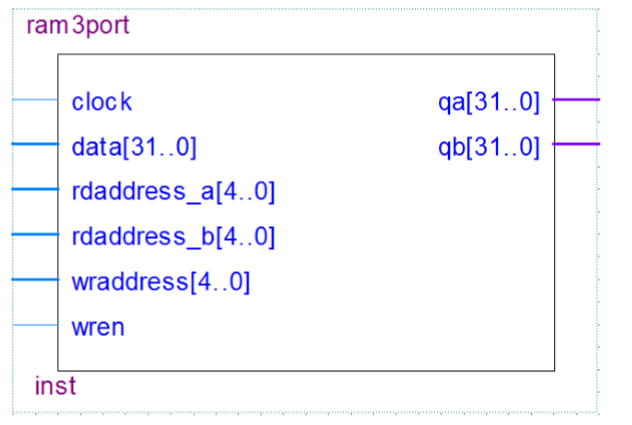 ram3port
clock
qa[31..0]
data[31..0]
qb[31..0]
rdaddress_a[4..0]
rdaddress_b[4..0]
wraddress[4..0]
wren
inst